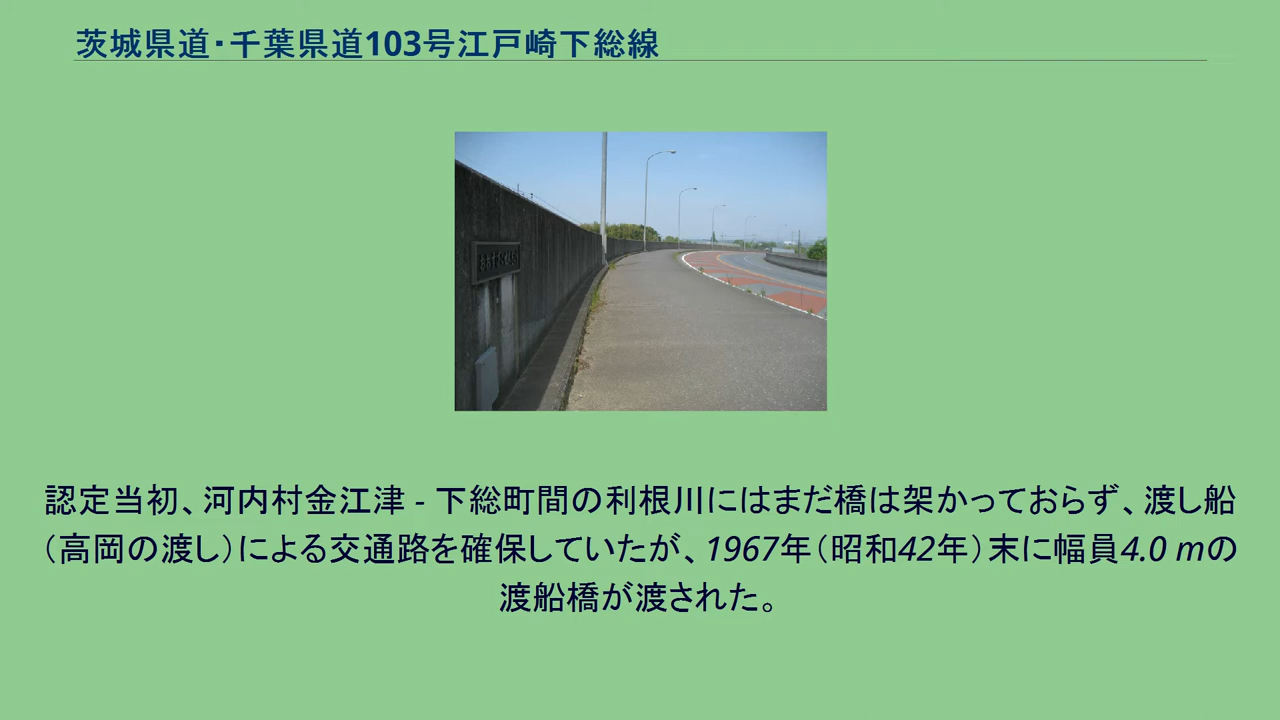 茨城県道・千葉県道103号江戸崎下総線
認定当初、河内村金江津 - 下総町間の利根川にはまだ橋は架かっておらず、渡し船
（高岡の渡し）による交通路を確保していたが、1967年（昭和42年）末に幅員4.0 mの
渡船橋が渡された。